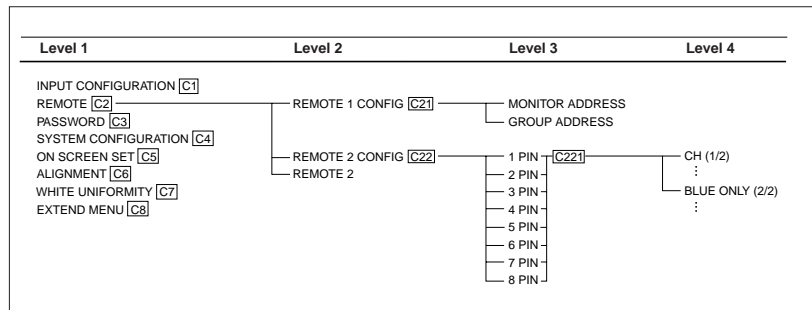 Level 1 Level 2 Level 3 Level 4
INPUT CONFIGURATION C1
REMOTE C2 REMOTE 1 CONFIG C21 MONITOR ADDRESS
PASSWORD C3 GROUP ADDRESS
SYSTEM CONFIGURATION C4
ON SCREEN SET C5 REMOTE 2 CONFIG C22 1 PIN C221 CH (1/2)
ALIGNMENT C6 REMOTE 2 2 PIN
WHITE UNIFORMITY C7 3 PIN BLUE ONLY (2/2)
EXTEND MENU C8 4 PIN
5 PIN
6 PIN
7 PIN
8 PIN